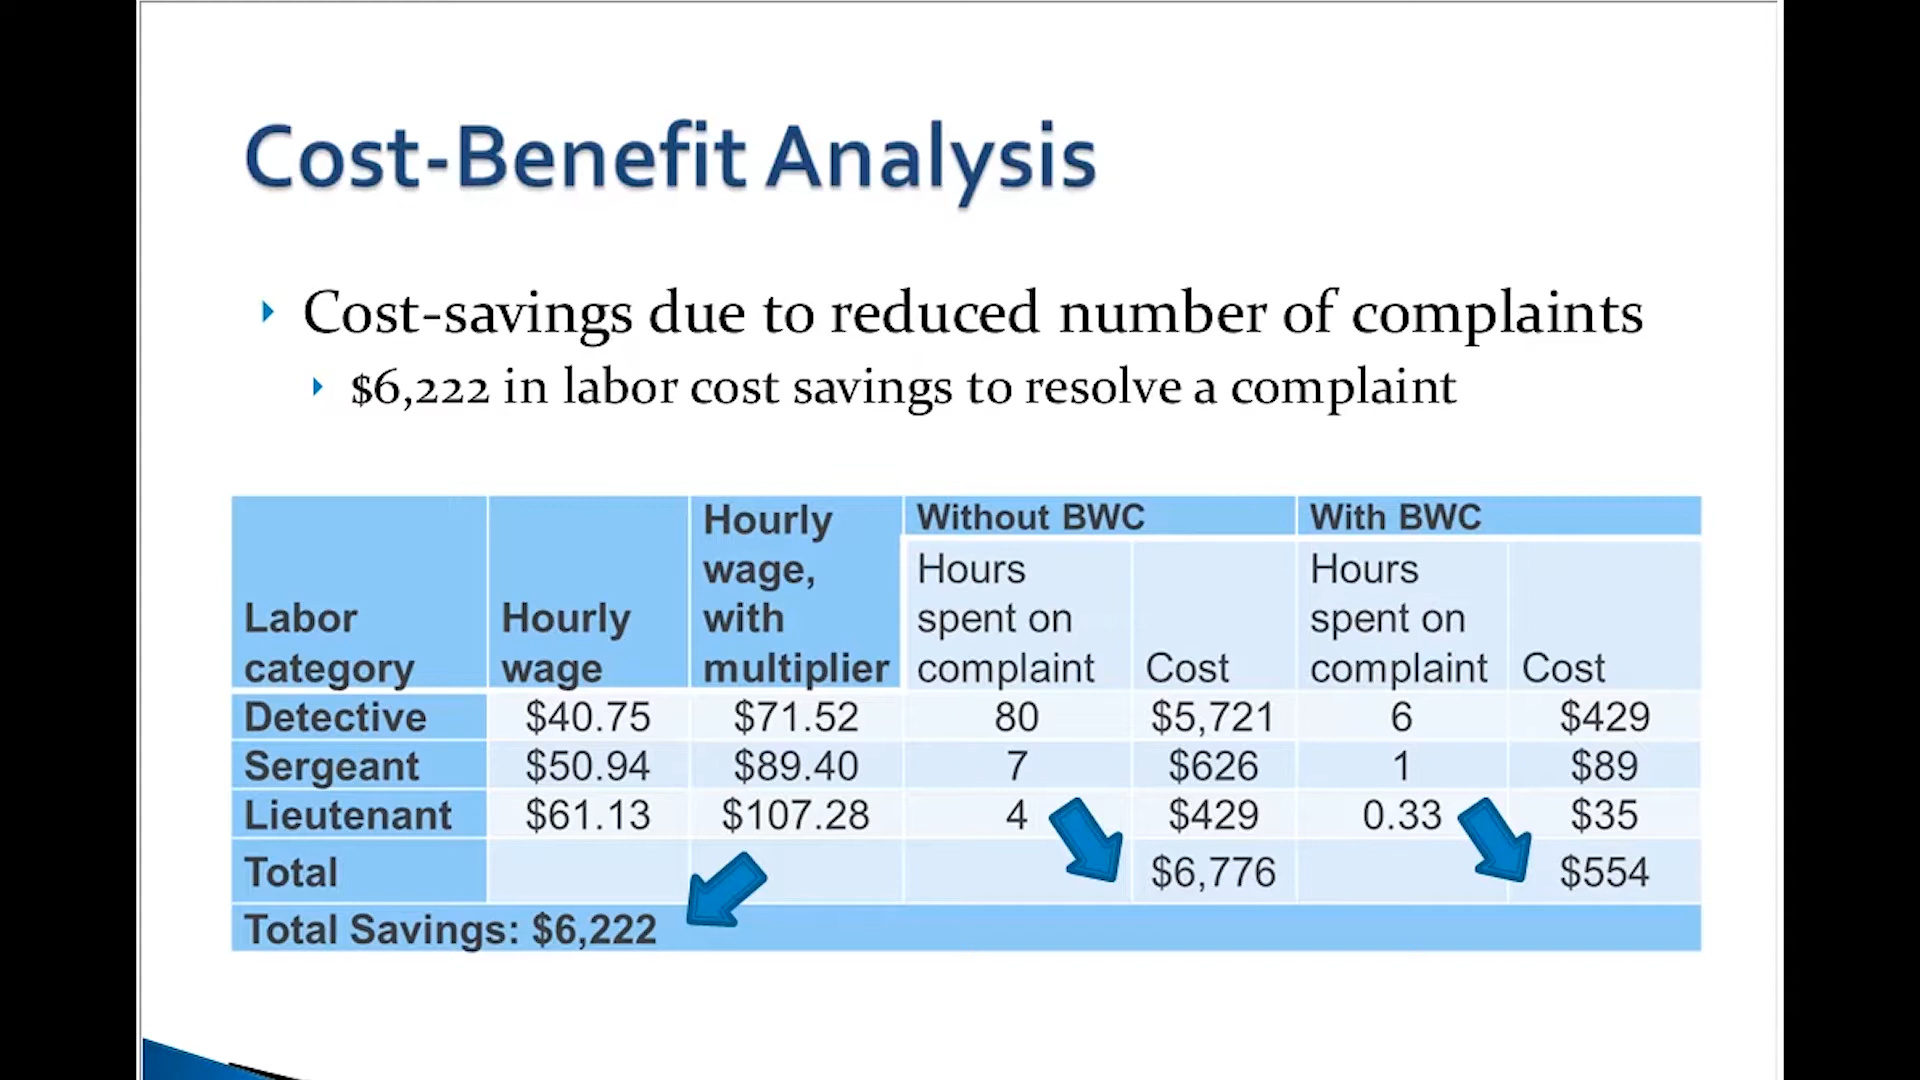 Cost-Benefit Analysis
Cost-savings due to reduced number of complaints
$6,222 in labor cost savings to resolve a complaint
Labor category
Hourly wage
Hourly wage, with multiplier
Without BWC
With BWC
Hours spent on complaint
Cost
Hours spent on complaint
Cost
Detective $40.75 $71.52 80 $5,721 6 $429
Sergeant $50.94 $89.40 7 $626 1 $89
Lieutenant $61.13 $107.28 4 $429 0.33 $35
Total $6,776 $554
Total Savings: $6,222